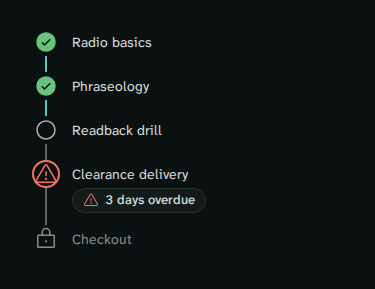 Radio basics
Phraseology
Readback drill
Clearance delivery
3 days overdue
Checkout